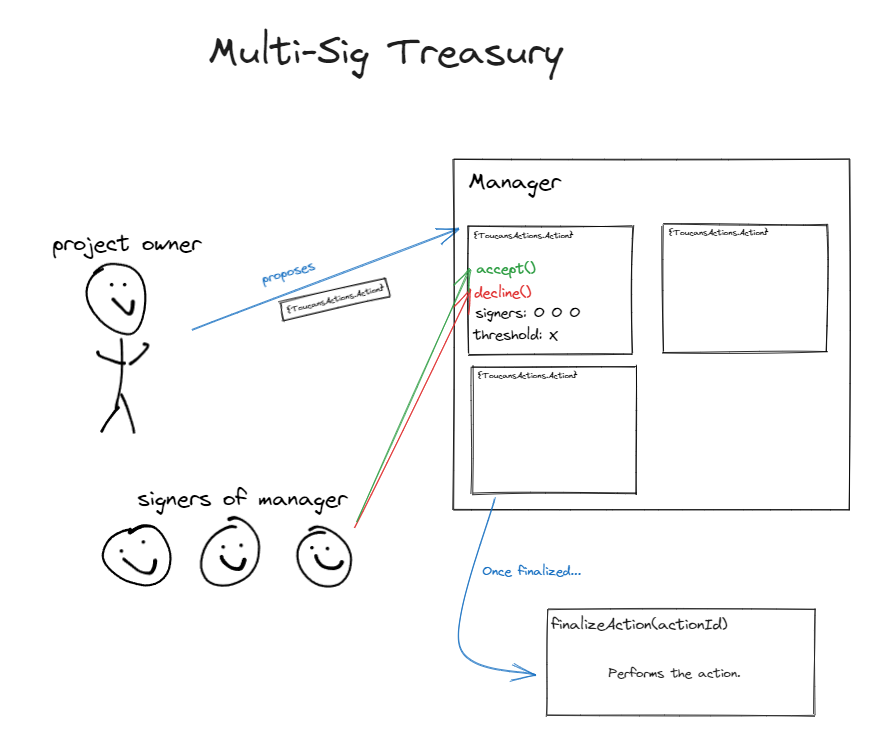 Multi-Sig Treasury
Manager
project owner
proposes
{ToucansActions.Action}
{ToucansActions.Action}
accept()
decline()
signers: O O O
threshold: x
{ToucansActions.Action}
{ToucansActions.Action}
signers of manager
Once finalized...
finalizeAction(actionId)
Performs the action.